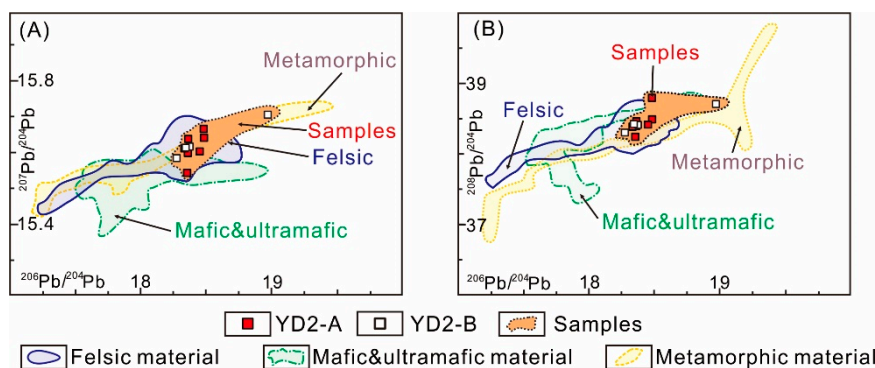 (A)
Metamorphic
15.8
Samples
Felsic
²⁰⁷Pb/²⁰⁴Pb
15.4
Mafic&ultramafic
²⁰⁶Pb/²⁰⁴Pb
18
19
(B)
Samples
39
Felsic
²⁰⁸Pb/²⁰⁴Pb
Metamorphic
Mafic&ultramafic
37
²⁰⁶Pb/²⁰⁴Pb
18
19
YD2-A YD2-B Samples
Felsic material Mafic&ultramafic material Metamorphic material